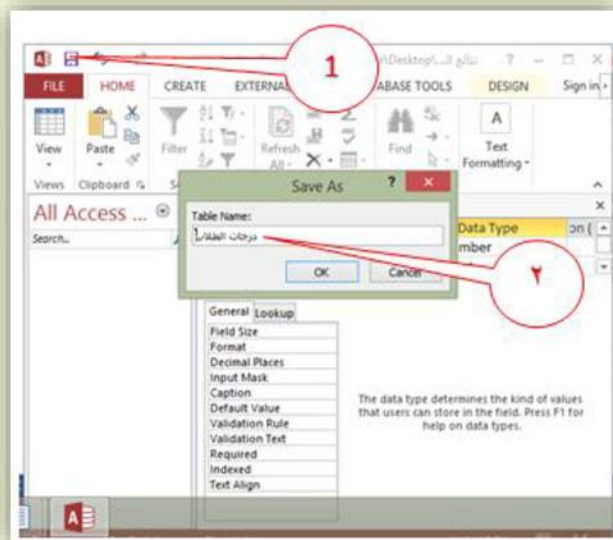 1
Desktop\
?
FILE HOME CREATE ABASE TOOLS DESIGN Sign in
View Paste Filter Refresh All Find Text Formatting
Views Clipboard
Save As ?
Table Name:
درجات الطلاب
OK Cancel
٢
All Access ...
Search..
Data Type
mber
General Lookup
Field Size
Format
Decimal Places
Input Mask
Caption
Default Value
Validation Rule
Validation Text
Required
Indexed
Text Align
The data type determines the kind of values
that users can store in the field. Press F1 for
help on data types.